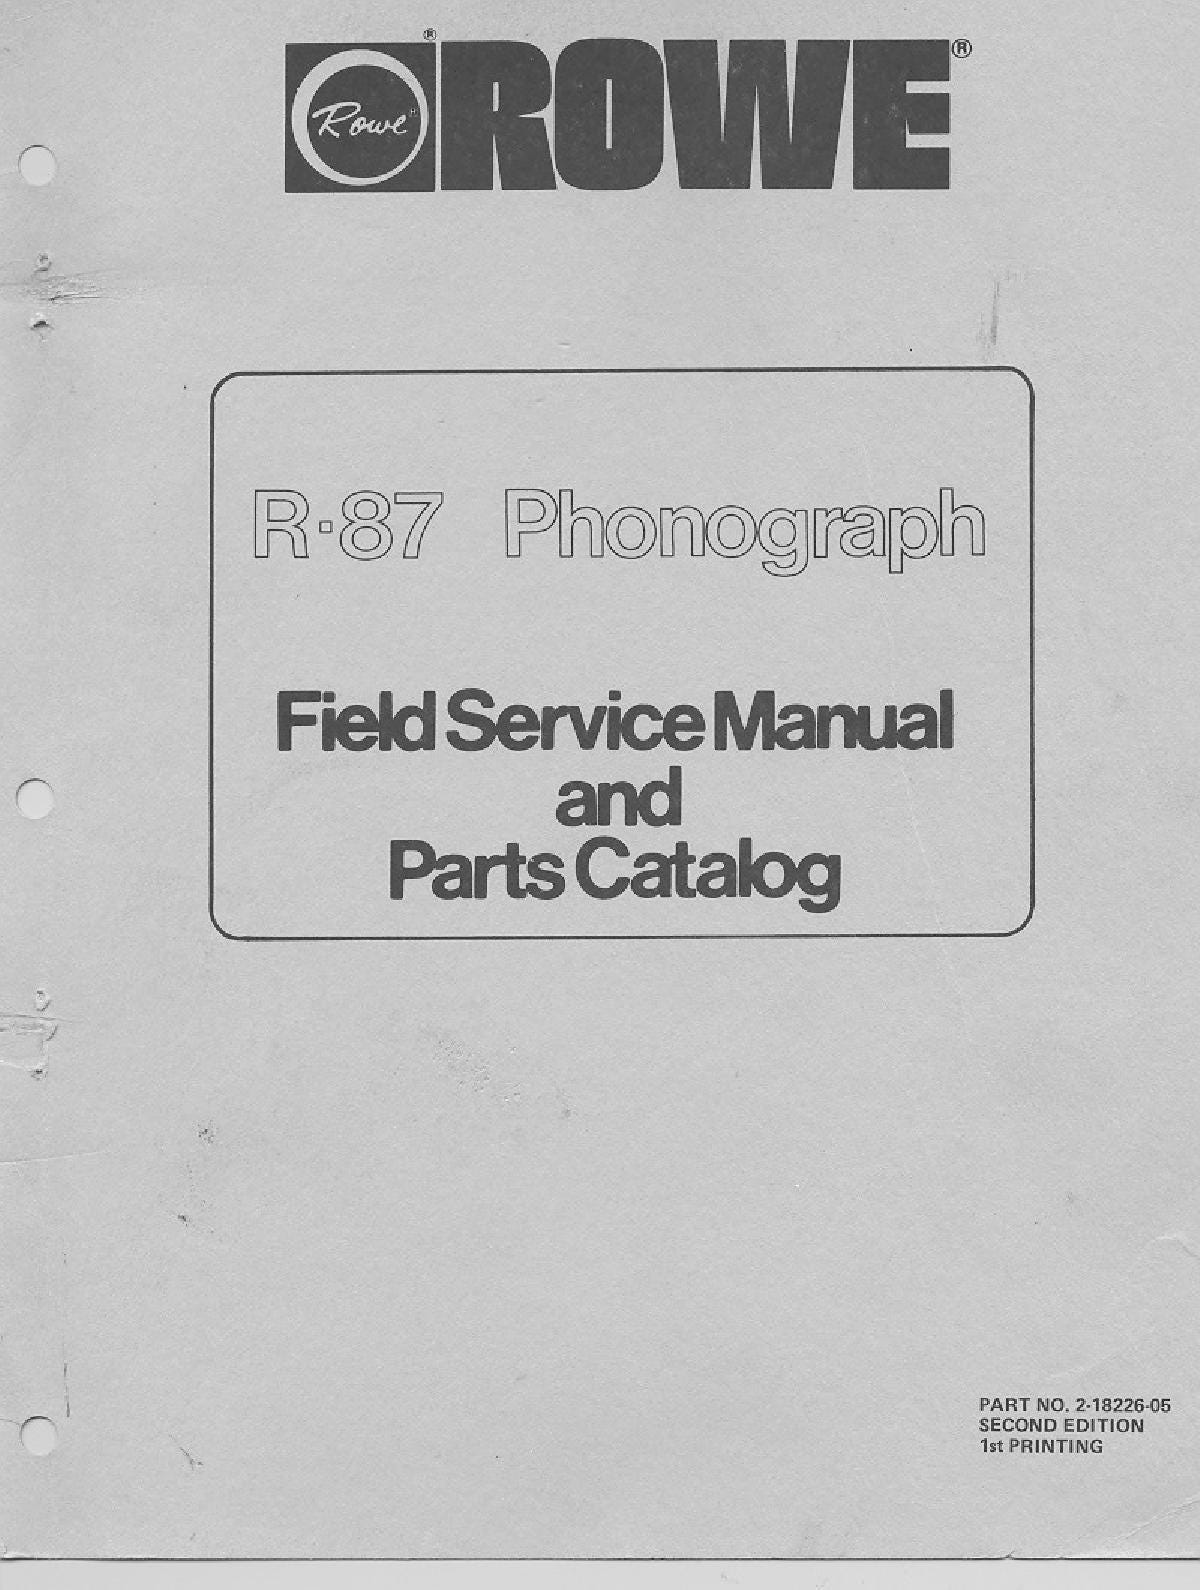 Rowe® ROWE®
R-87 Phonograph
Field Service Manual
and
Parts Catalog
PART NO. 2-18226-05
SECOND EDITION
1st PRINTING